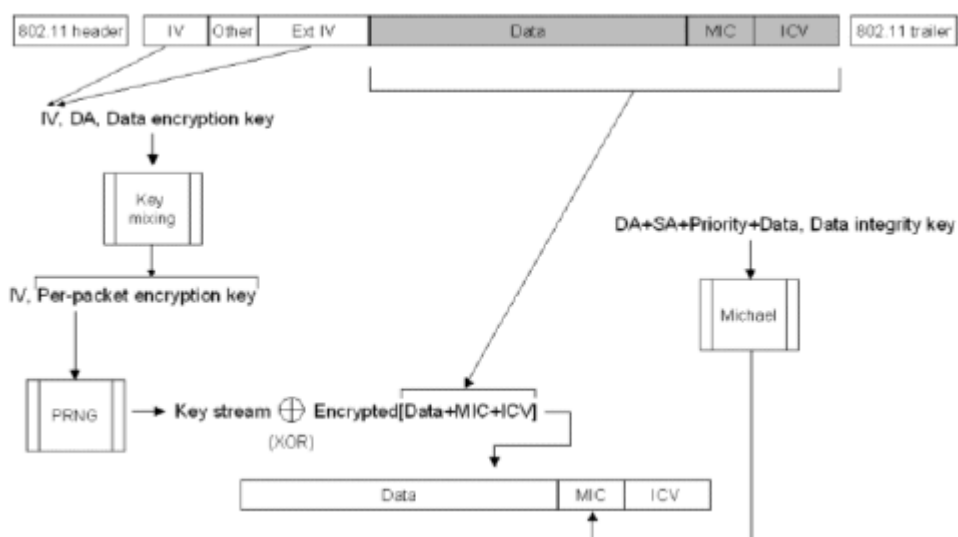 802.11 header IV Other Ext IV Data MIC ICV 802.11 trailer
IV, DA, Data encryption key
Key
mixing
DA+SA+Priority+Data, Data integrity key
IV, Per-packet encryption key
Michael
PRNG
Key stream ⊕ Encrypted[Data+MIC+ICV]
(XOR)
Data MIC ICV